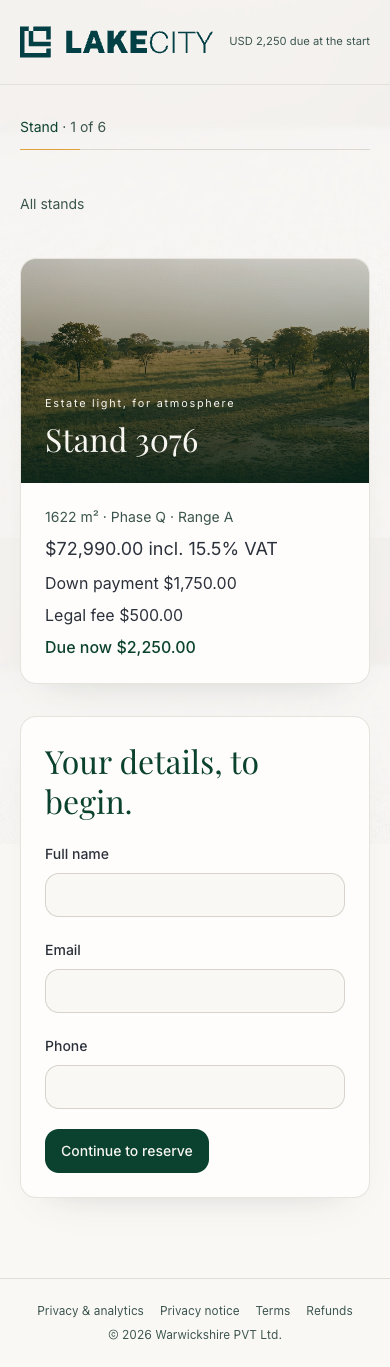 LAKECITY
USD 2,250 due at the start
Stand · 1 of 6
All stands
Estate light, for atmosphere
Stand 3076
1622 m² · Phase Q · Range A
$72,990.00 incl. 15.5% VAT
Down payment $1,750.00
Legal fee $500.00
Due now $2,250.00
Your details, to
begin.
Full name
Email
Phone
Continue to reserve
Privacy & analytics Privacy notice Terms Refunds
© 2026 Warwickshire PVT Ltd.